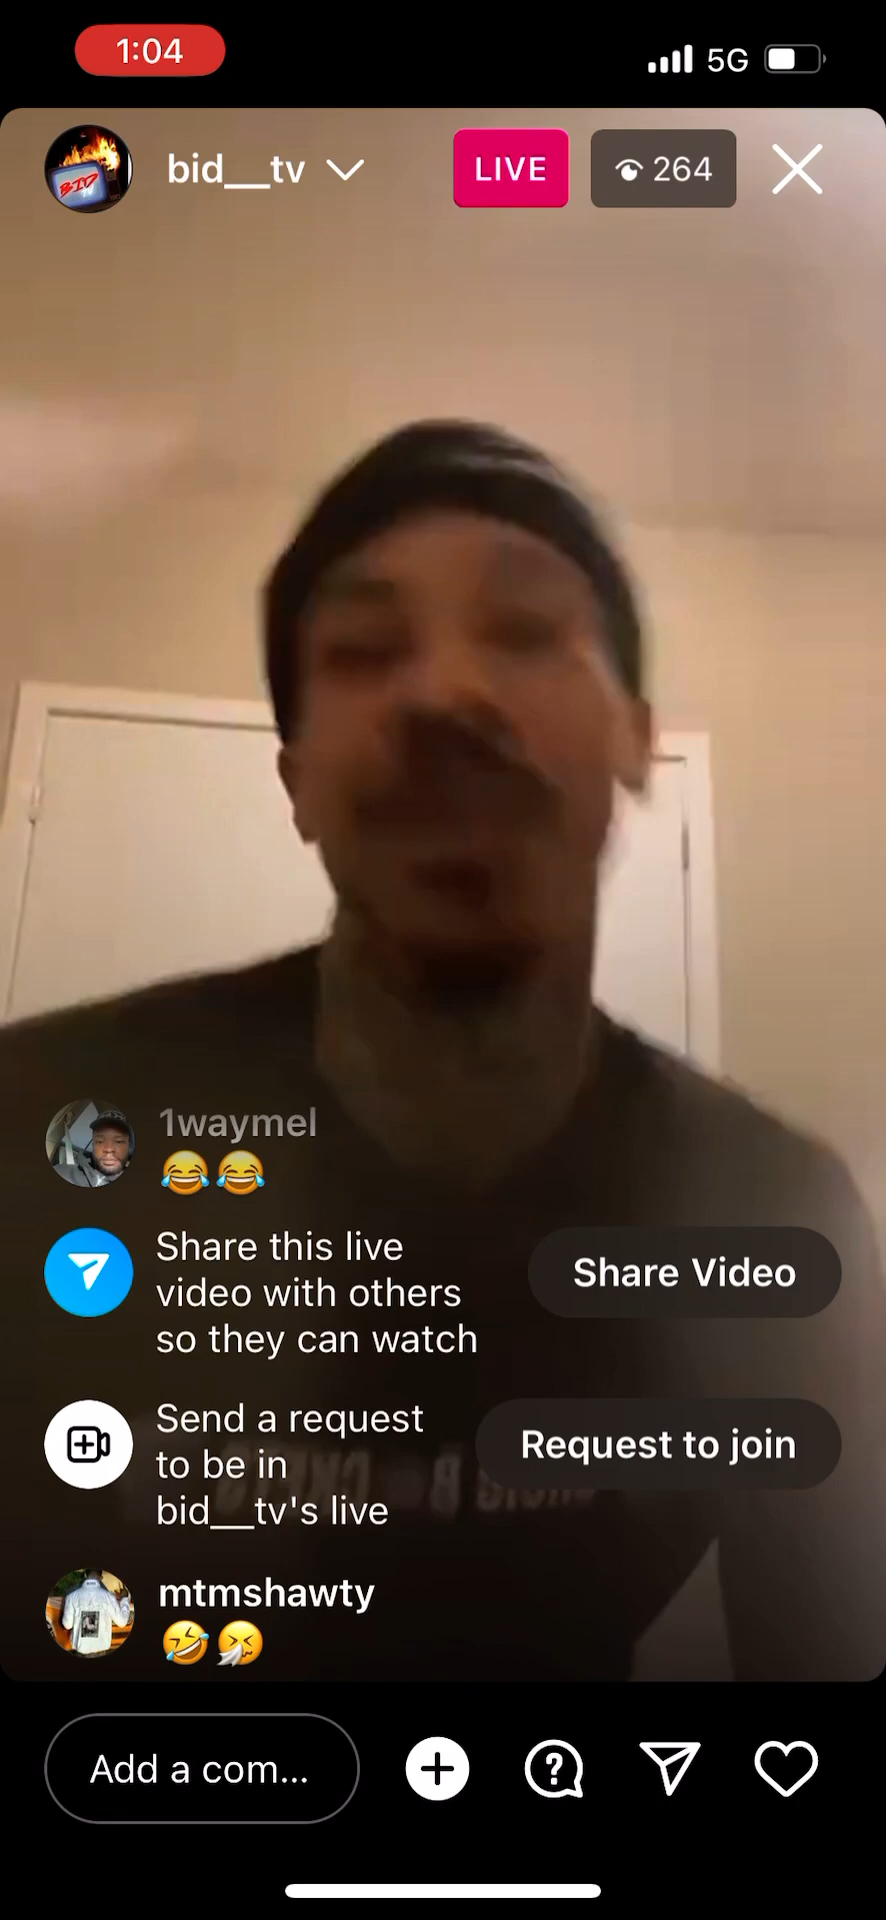 1:04
5G
bid__tv
LIVE
264
BID
1waymel
😂😂
Share this live
video with others
so they can watch
Share Video
Send a request
to be in
bid__tv's live
Request to join
mtmshawty
🤣🤧
Add a com...